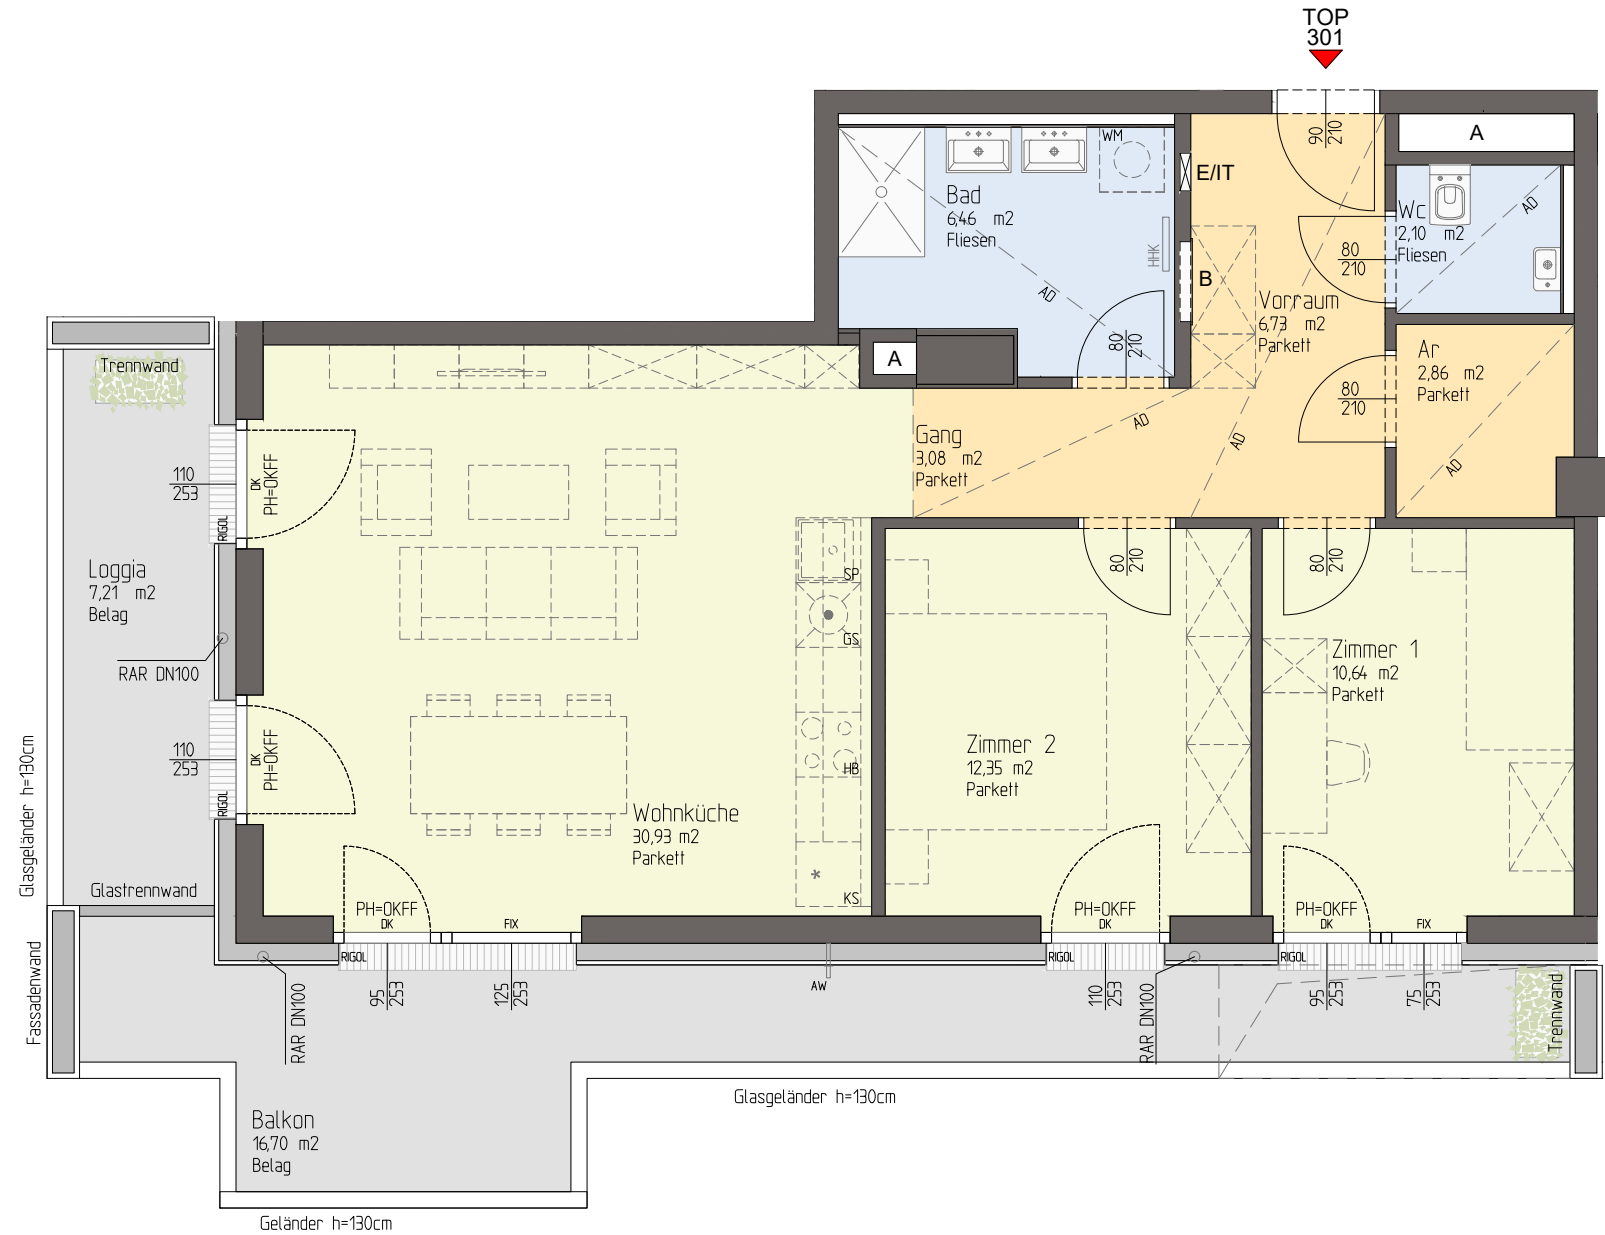 TOP
301
90
210
A
WM
E/IT
Bad
6,46 m2
Fliesen
HHK
AD
B
80
210
Wc
2,10 m2
Fliesen
AD
80
210
Vorraum
6,73 m2
Parkett
Ar
2,86 m2
Parkett
AD
80
210
A
Gang
3,08 m2
Parkett
AD
AD
Trennwand
110
253
DK
PH=OKFF
RIGOL
Loggia
7,21 m2
Belag
RAR DN100
110
253
DK
PH=OKFF
RIGOL
Glasgeländer h=130cm
Glastrennwand
Fassadenwand
SP
GS
HB
KS
*
Wohnküche
30,93 m2
Parkett
80
210
80
210
Zimmer 2
12,35 m2
Parkett
Zimmer 1
10,64 m2
Parkett
PH=OKFF
DK
FIX
PH=OKFF
DK
PH=OKFF
DK
FIX
RIGOL
RIGOL
RIGOL
RAR DN100
95
253
125
253
AW
110
253
RAR DN100
95
253
75
253
Trennwand
Glasgeländer h=130cm
Balkon
16,70 m2
Belag
Geländer h=130cm